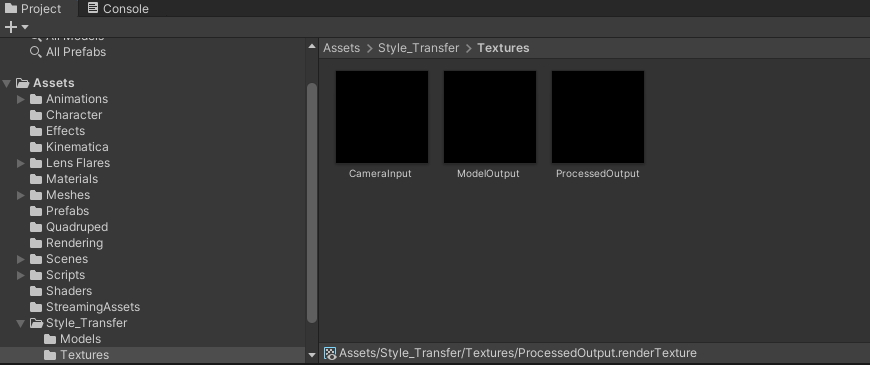 Project
Console
All Models
All Prefabs
Assets
Animations
Character
Effects
Kinematica
Lens Flares
Materials
Meshes
Prefabs
Quadruped
Rendering
Scenes
Scripts
Shaders
StreamingAssets
Style_Transfer
Models
Textures
Assets > Style_Transfer > Textures
CameraInput
ModelOutput
ProcessedOutput
Assets/Style_Transfer/Textures/ProcessedOutput.renderTexture